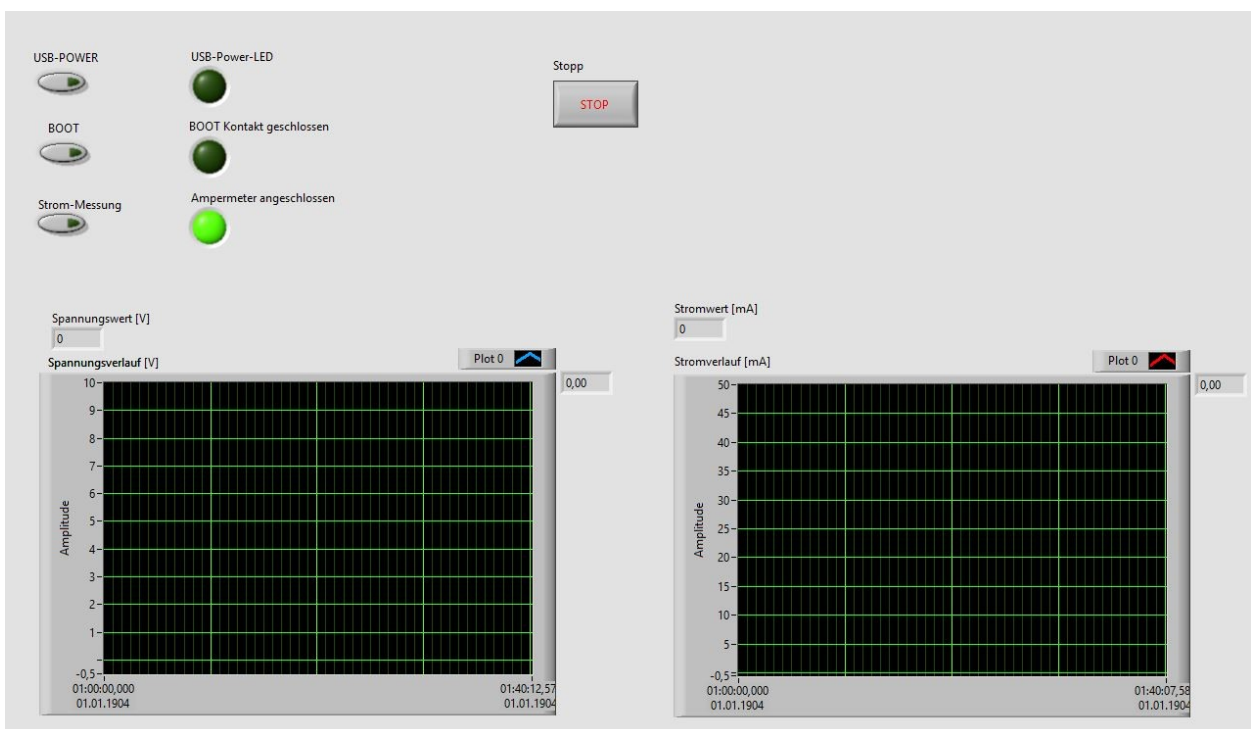 USB-POWER
USB-Power-LED
Stopp
STOP
BOOT
BOOT Kontakt geschlossen
Strom-Messung
Ampermeter angeschlossen
Spannungswert [V]
0
Spannungsverlauf [V]
Plot 0
0,00
10
9
8
7
6
5
4
3
2
1
-0,5
Amplitude
01:00:00,000
01.01.1904
01:40:12,57
01.01.1904
Stromwert [mA]
0
Stromverlauf [mA]
Plot 0
0,00
50
45
40
35
30
25
20
15
10
5
-0,5
Amplitude
01:00:00,000
01.01.1904
01:40:07,58
01.01.1904